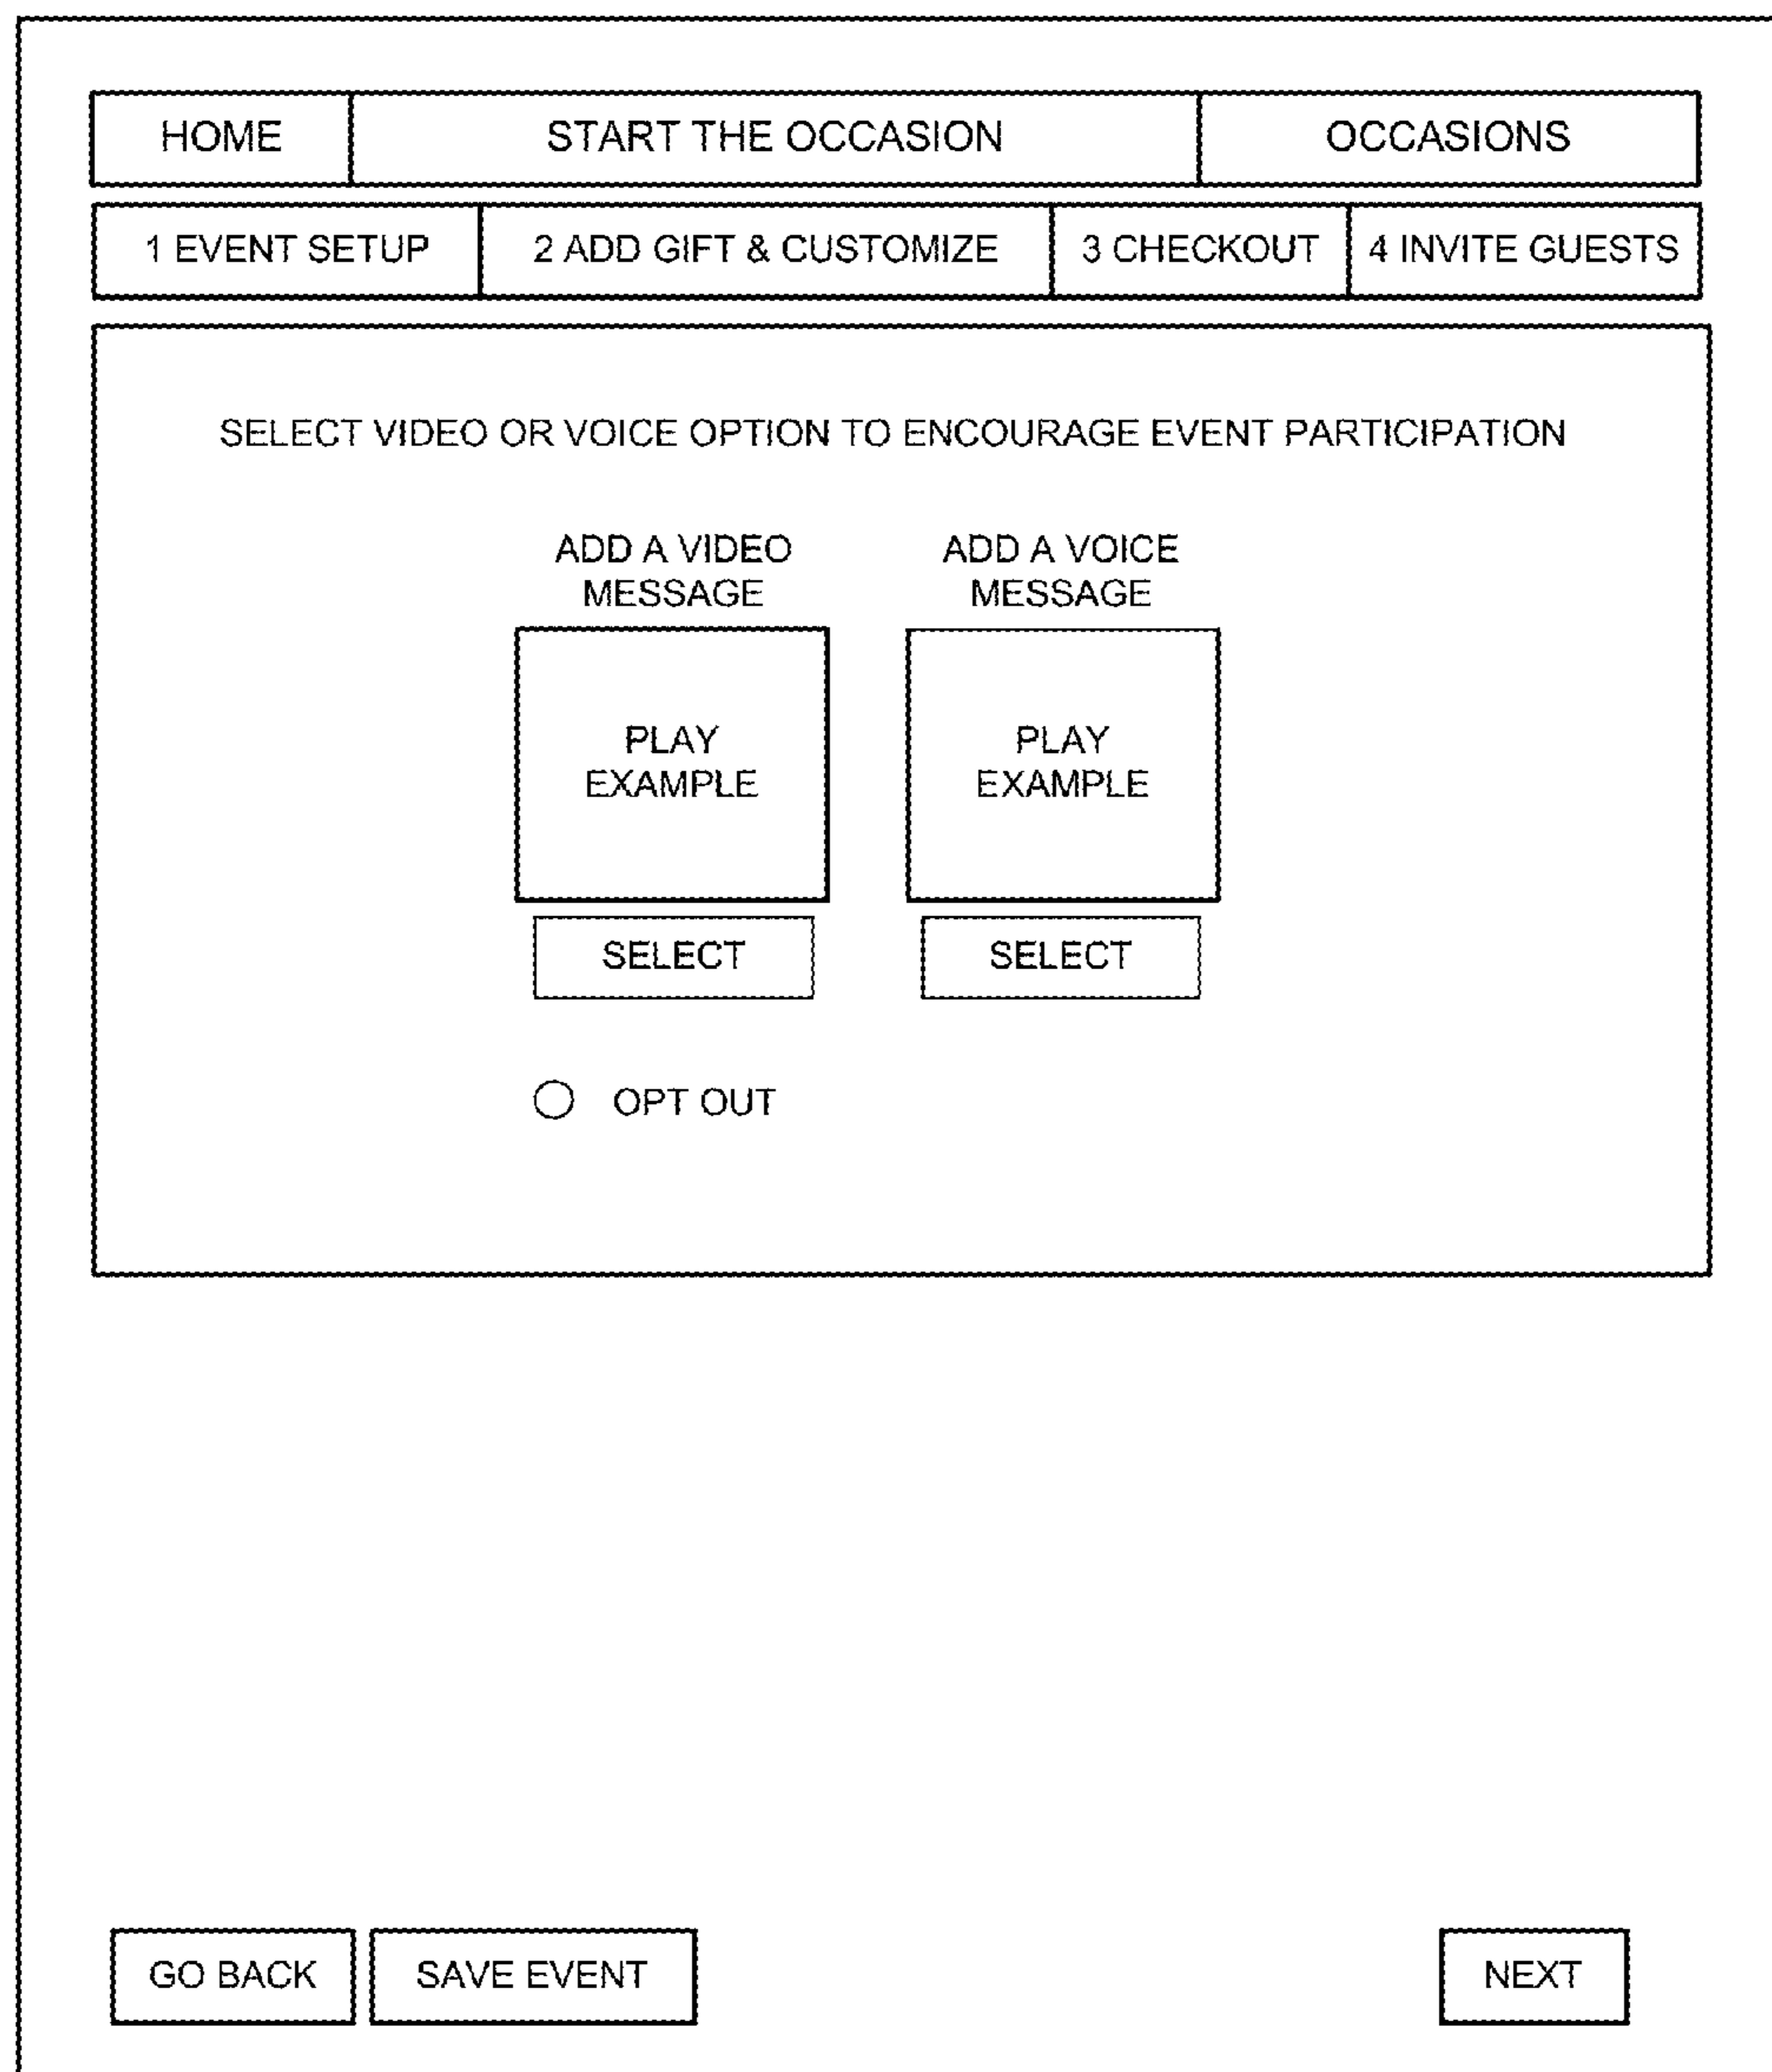 HOME START THE OCCASION OCCASIONS
1 EVENT SETUP 2 ADD GIFT & CUSTOMIZE 3 CHECKOUT 4 INVITE GUESTS
SELECT VIDEO OR VOICE OPTION TO ENCOURAGE EVENT PARTICIPATION
ADD A VIDEO
MESSAGE
ADD A VOICE
MESSAGE
PLAY
EXAMPLE
PLAY
EXAMPLE
SELECT SELECT
OPT OUT
GO BACK SAVE EVENT NEXT